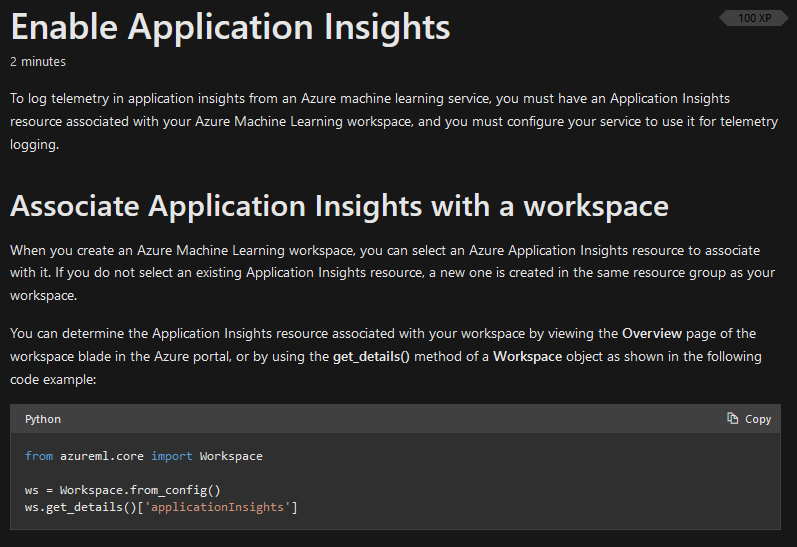 Enable Application Insights
100 XP
2 minutes
To log telemetry in application insights from an Azure machine learning service, you must have an Application Insights
resource associated with your Azure Machine Learning workspace, and you must configure your service to use it for telemetry
logging.
Associate Application Insights with a workspace
When you create an Azure Machine Learning workspace, you can select an Azure Application Insights resource to associate
with it. If you do not select an existing Application Insights resource, a new one is created in the same resource group as your
workspace.
You can determine the Application Insights resource associated with your workspace by viewing the Overview page of the
workspace blade in the Azure portal, or by using the get_details() method of a Workspace object as shown in the following
code example:
Python
Copy
from azureml.core import Workspace
ws = Workspace.from_config()
ws.get_details()['applicationInsights']